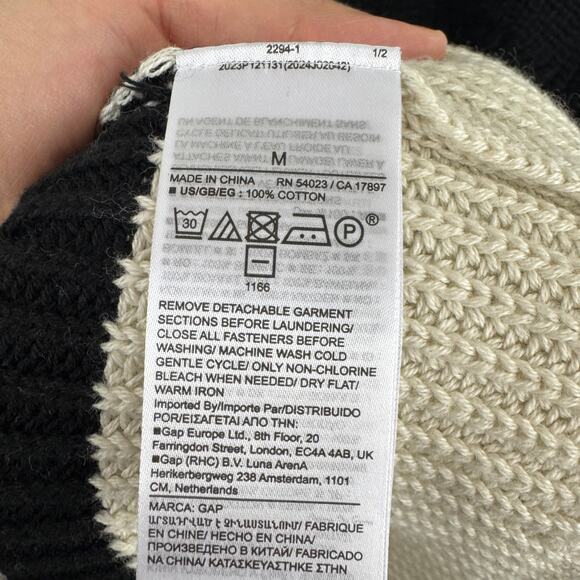 2294-1 1/2
2023P121131(2024J02042)
M
MADE IN CHINA RN 54023 / CA 17897
■ US/GB/EG : 100% COTTON
30 P ®
1166
REMOVE DETACHABLE GARMENT
SECTIONS BEFORE LAUNDERING/
CLOSE ALL FASTENERS BEFORE
WASHING/ MACHINE WASH COLD
GENTLE CYCLE/ ONLY NON-CHLORINE
BLEACH WHEN NEEDED/ DRY FLAT/
WARM IRON
Imported By/Importe Par/DISTRIBUIDO
POR/ΕΙΣΑΓΕΤΑΙ ΑΠΟ ΤΗΝ:
■Gap Europe Ltd., 8th Floor, 20
Farringdon Street, London, EC4A 4AB, UK
■Gap (RHC) B.V. Luna ArenA
Herikerbergweg 238 Amsterdam, 1101
CM, Netherlands
MARCA: GAP
ԱՐՏԱԴՐՎԱԾ Է ՉԻՆԱՍՏԱՆՈՒՄ/ FABRIQUE
EN CHINE/ HECHO EN CHINA/
ПРОИЗВЕДЕНО В КИТАЙ/ FABRICADO
NA CHINA/ ΚΑΤΑΣΚΕΥΑΖΕΤΑΙ ΣΤΗΝ